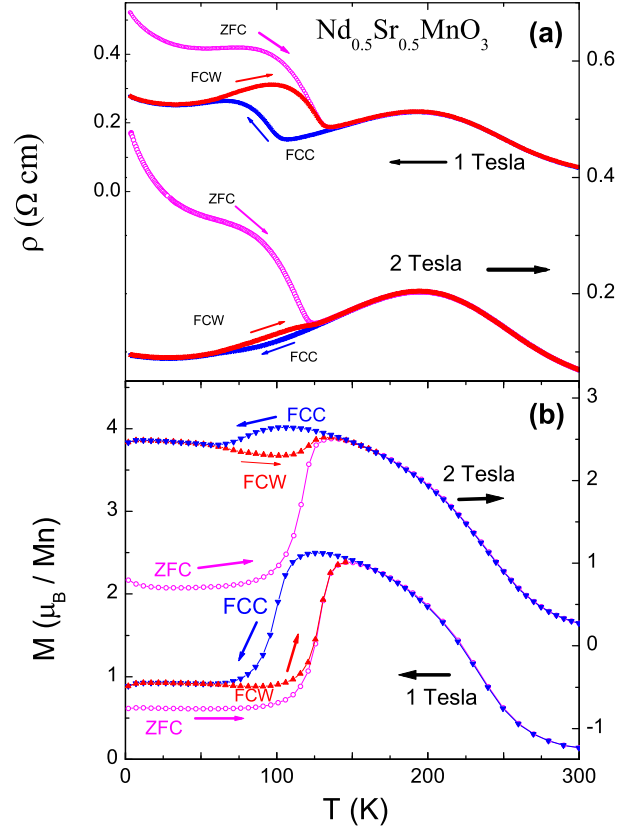 Nd0.5Sr0.5MnO3
(a)
0.4
0.2
0.0
0.6
0.4
0.2
ρ (Ω cm)
ZFC
FCW
FCC
1 Tesla
ZFC
2 Tesla
FCW
FCC
(b)
4
3
2
1
0
3
2
1
0
-1
M (μB / Mn)
FCC
FCW
2 Tesla
ZFC
FCC
FCW
1 Tesla
ZFC
0 100 200 300
T (K)